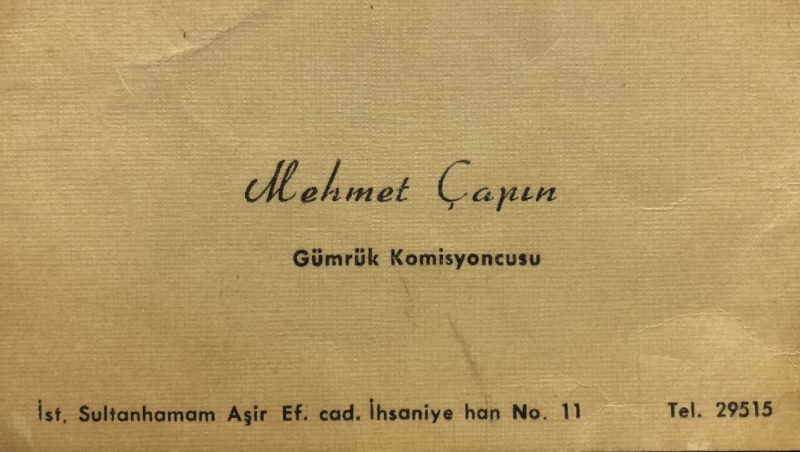 Mehmet Çapın
Gümrük Komisyoncusu
İst, Sultanhamam Aşir Ef. cad. İhsaniye han No. 11 Tel. 29515